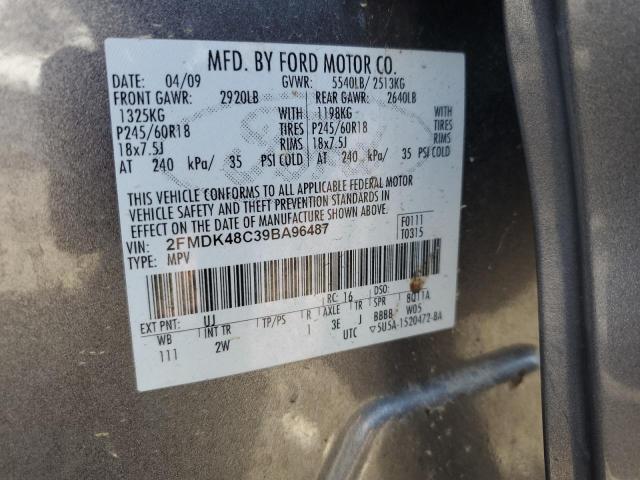 MFD. BY FORD MOTOR CO.
DATE: 04/09 GVWR: 5540LB/ 2513KG
FRONT GAWR: 2920LB REAR GAWR: 2640LB
1325KG WITH 1198KG WITH
P245/60R18 TIRES P245/60R18 TIRES
18x7.5J RIMS 18x7.5J RIMS
AT 240 kPa/ 35 PSI COLD AT 240 kPa/ 35 PSI COLD
THIS VEHICLE CONFORMS TO ALL APPLICABLE FEDERAL MOTOR
VEHICLE SAFETY AND THEFT PREVENTION STANDARDS IN
EFFECT ON THE DATE OF MANUFACTURE SHOWN ABOVE.
VIN: 2FMDK48C39BA96487 F0111
TYPE: MPV T0315
RC: 16 DSO:
EXT PNT: UJ AXLE TR SPR 8Q11A
WB INT TR TP/PS R 3E J BBBB W05
111 2W I UTC ▽5U5A-1520472-BA